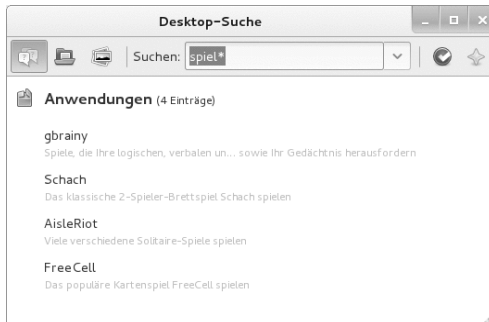 Desktop-Suche
Suchen: spiel*
Anwendungen (4 Einträge)
gbrainy
Spiele, die Ihre logischen, verbalen un... sowie Ihr Gedächtnis herausfordern
Schach
Das klassische 2-Spieler-Brettspiel Schach spielen
AisleRiot
Viele verschiedene Solitaire-Spiele spielen
FreeCell
Das populäre Kartenspiel FreeCell spielen